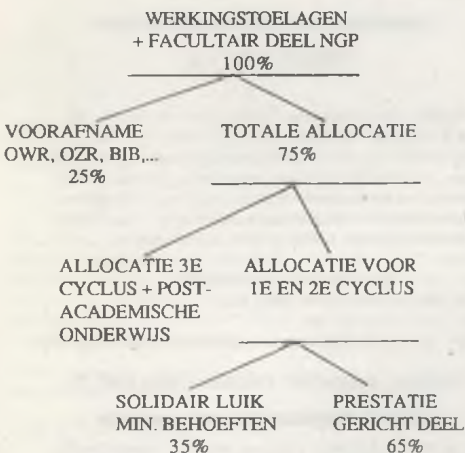 WERKINGSTOELAGEN
+ FACULTAIR DEEL NGP
100%
VOORAFNAME
OWR, OZR, BIB,...
25%
TOTALE ALLOCATIE
75%
ALLOCATIE 3E
CYCLUS + POST-
ACADEMISCHE
ONDERWIJS
ALLOCATIE VOOR
1E EN 2E CYCLUS
SOLIDAIR LUIK
MIN. BEHOEFTEN
35%
PRESTATIE
GERICHT DEEL
65%